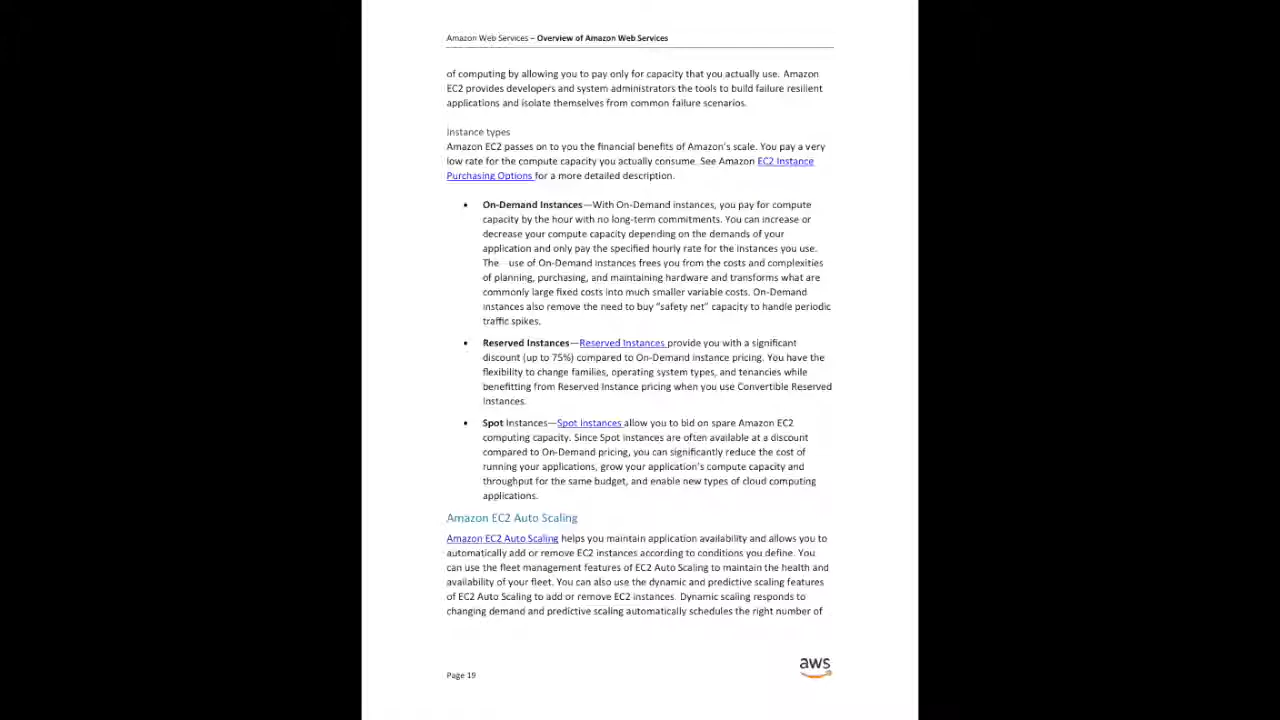 Amazon Web Services – Overview of Amazon Web Services
of computing by allowing you to pay only for capacity that you actually use. Amazon
EC2 provides developers and system administrators the tools to build failure resilient
applications and isolate themselves from common failure scenarios.
Instance types
Amazon EC2 passes on to you the financial benefits of Amazon's scale. You pay a very
low rate for the compute capacity you actually consume. See Amazon EC2 Instance
Purchasing Options for a more detailed description.
• On-Demand Instances—With On-Demand instances, you pay for compute
capacity by the hour with no long-term commitments. You can increase or
decrease your compute capacity depending on the demands of your
application and only pay the specified hourly rate for the instances you use.
The use of On-Demand instances frees you from the costs and complexities
of planning, purchasing, and maintaining hardware and transforms what are
commonly large fixed costs into much smaller variable costs. On-Demand
instances also remove the need to buy “safety net” capacity to handle periodic
traffic spikes.
• Reserved Instances—Reserved Instances provide you with a significant
discount (up to 75%) compared to On-Demand instance pricing. You have the
flexibility to change families, operating system types, and tenancies while
benefitting from Reserved Instance pricing when you use Convertible Reserved
Instances.
• Spot Instances—Spot Instances allow you to bid on spare Amazon EC2
computing capacity. Since Spot instances are often available at a discount
compared to On-Demand pricing, you can significantly reduce the cost of
running your applications, grow your application's compute capacity and
throughput for the same budget, and enable new types of cloud computing
applications.
Amazon EC2 Auto Scaling
Amazon EC2 Auto Scaling helps you maintain application availability and allows you to
automatically add or remove EC2 instances according to conditions you define. You
can use the fleet management features of EC2 Auto Scaling to maintain the health and
availability of your fleet. You can also use the dynamic and predictive scaling features
of EC2 Auto Scaling to add or remove EC2 instances. Dynamic scaling responds to
changing demand and predictive scaling automatically schedules the right number of
aws
Page 19